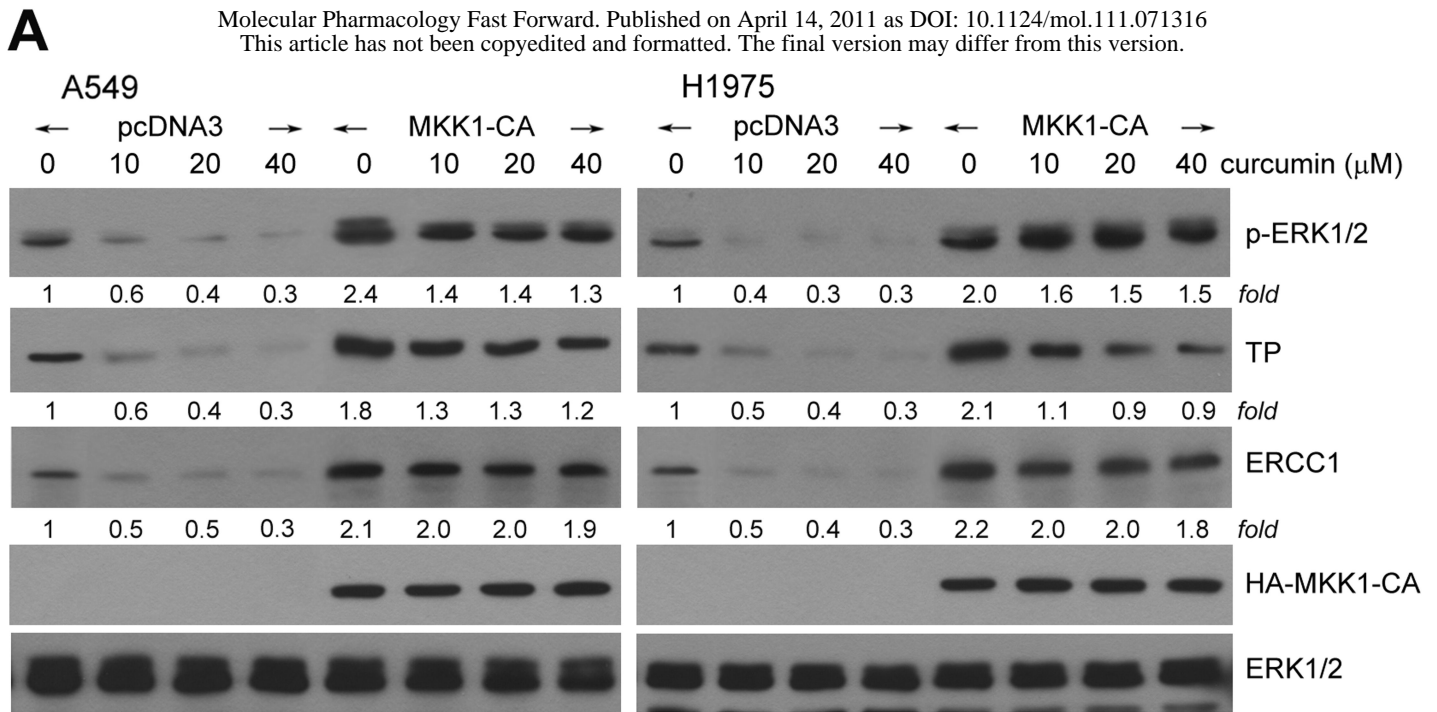 A
Molecular Pharmacology Fast Forward. Published on April 14, 2011 as DOI: 10.1124/mol.111.071316
This article has not been copyedited and formatted. The final version may differ from this version.
A549 H1975
← pcDNA3 → ← MKK1-CA → ← pcDNA3 → ← MKK1-CA →
0 10 20 40 0 10 20 40 0 10 20 40 0 10 20 40 curcumin (μM)
p-ERK1/2
1 0.6 0.4 0.3 2.4 1.4 1.4 1.3 1 0.4 0.3 0.3 2.0 1.6 1.5 1.5 fold
TP
1 0.6 0.4 0.3 1.8 1.3 1.3 1.2 1 0.5 0.4 0.3 2.1 1.1 0.9 0.9 fold
ERCC1
1 0.5 0.5 0.3 2.1 2.0 2.0 1.9 1 0.5 0.4 0.3 2.2 2.0 2.0 1.8 fold
HA-MKK1-CA
ERK1/2